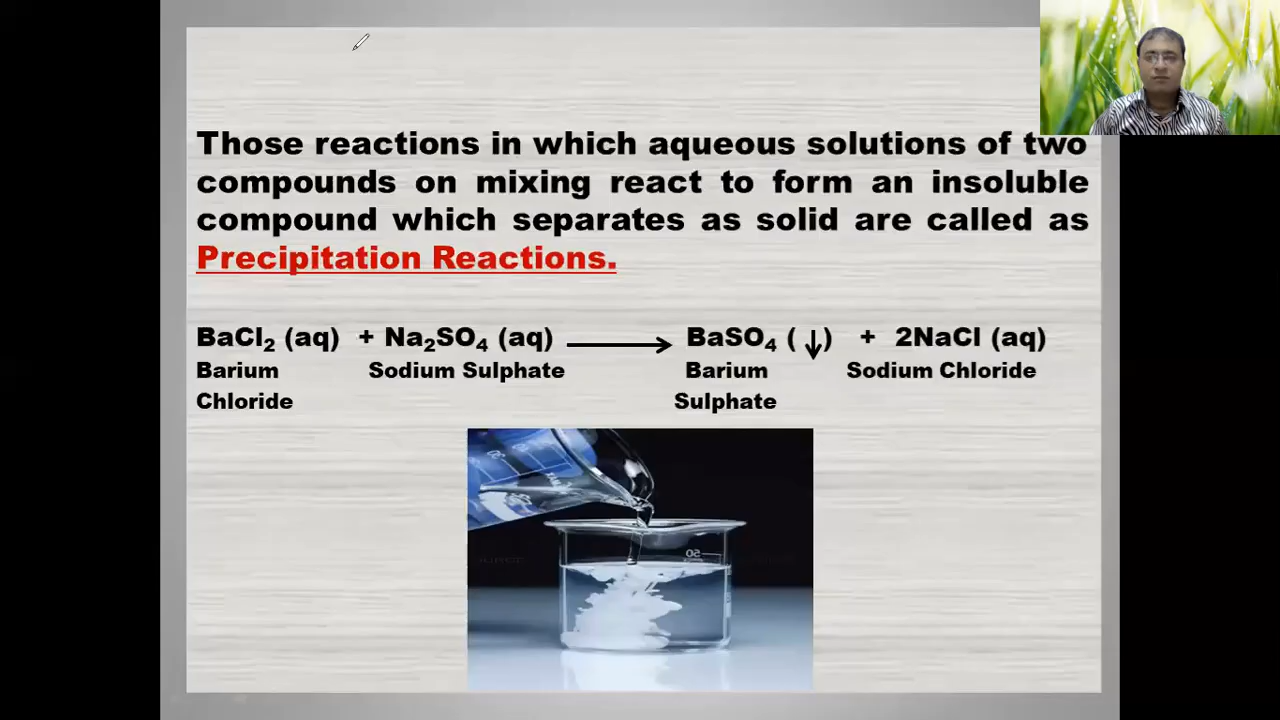 Those reactions in which aqueous solutions of two
compounds on mixing react to form an insoluble
compound which separates as solid are called as
Precipitation Reactions.
BaCl₂ (aq) + Na₂SO₄ (aq) ⟶ BaSO₄ (↓) + 2NaCl (aq)
Barium Sodium Sulphate Barium Sodium Chloride
Chloride Sulphate
50